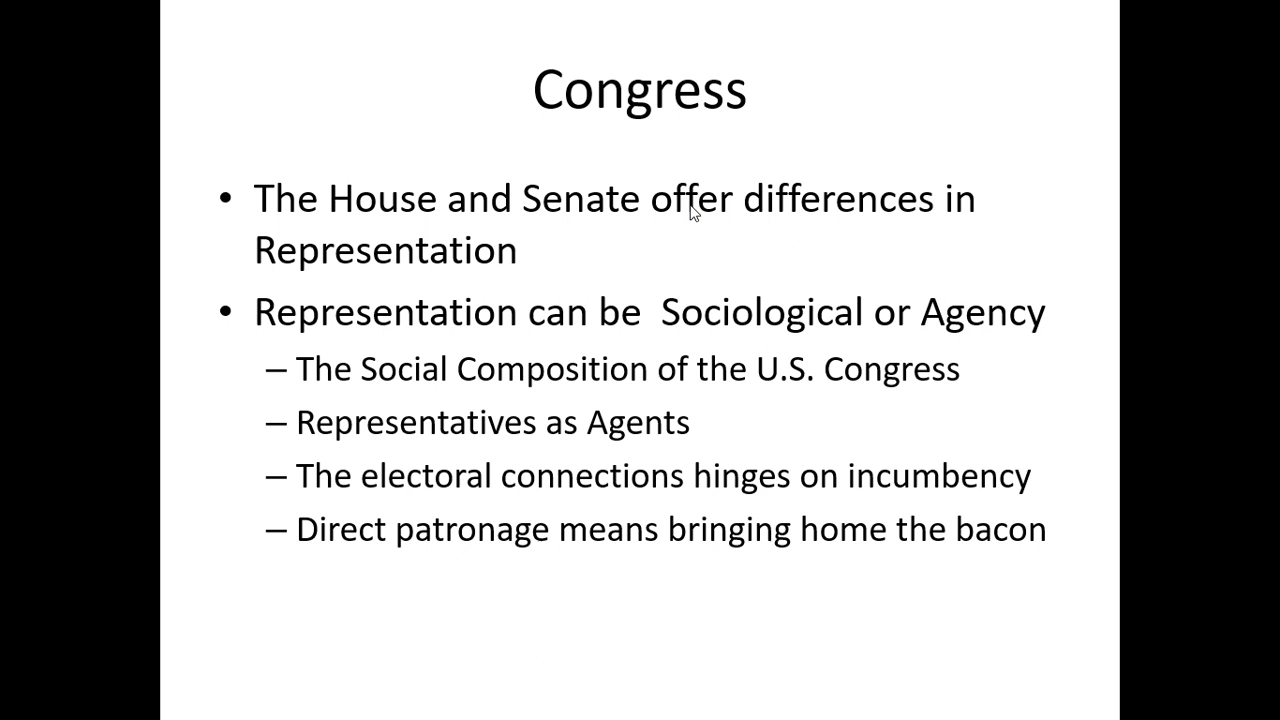 Congress
• The House and Senate offer differences in
Representation
• Representation can be  Sociological or Agency
– The Social Composition of the U.S. Congress
– Representatives as Agents
– The electoral connections hinges on incumbency
– Direct patronage means bringing home the bacon